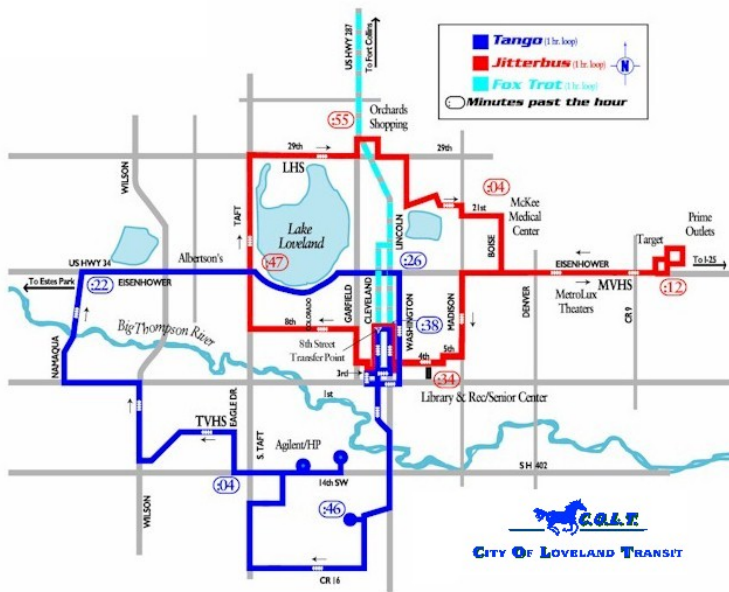 US HWY 287
To Fort Collins
Tango (1 hr. loop)
Jitterbus (1 hr. loop)
Fox Trot (1 hr. loop)
Minutes past the hour
N
:55
Orchards
Shopping
WILSON
29th
29th
LHS
TAFT
Lake
Loveland
LINCOLN
21st
:04
McKee
Medical
Center
BOISE
Prime
Outlets
Target
US HWY 34
Albertson's
:47
:26
EISENHOWER
To I-25
To Estes Park
:22
EISENHOWER
MVHS
:12
MetroLux
Theaters
COLORADO
GARFIELD
CLEVELAND
WASHINGTON
MADISON
DENVER
CR 9
Big Thompson River
8th
:38
8th Street
Transfer Point
NAMAQUA
5th
4th
3rd
:34
1st
Library & Rec/Senior Center
EAGLE DR.
TVHS
S. TAFT
Agilent/HP
14th SW
S H 402
:04
:46
WILSON
CR 16
C.O.L.T.
CITY OF LOVELAND TRANSIT